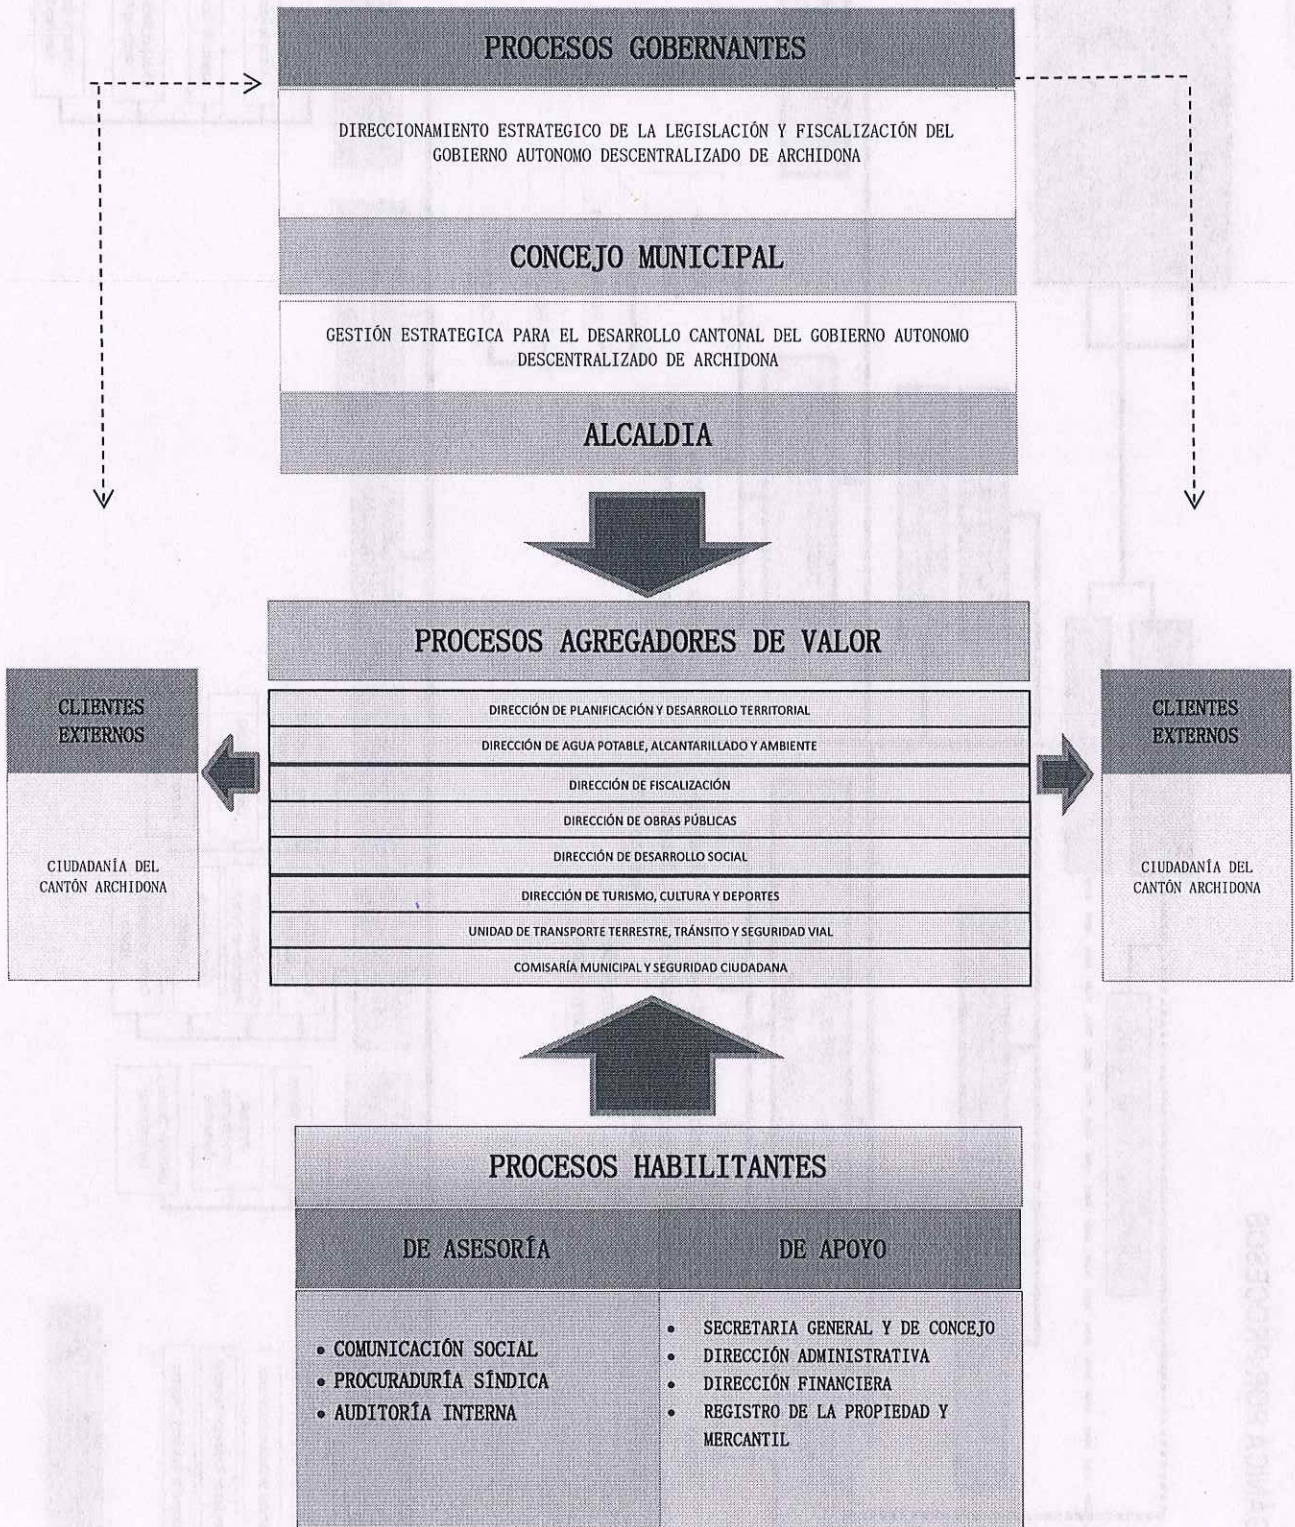 PROCESOS GOBERNANTES
DIRECCIONAMIENTO ESTRATEGICO DE LA LEGISLACIÓN Y FISCALIZACIÓN DEL
GOBIERNO AUTONOMO DESCENTRALIZADO DE ARCHIDONA
CONCEJO MUNICIPAL
GESTIÓN ESTRATEGICA PARA EL DESARROLLO CANTONAL DEL GOBIERNO AUTONOMO
DESCENTRALIZADO DE ARCHIDONA
ALCALDIA
PROCESOS AGREGADORES DE VALOR
CLIENTES
EXTERNOS
CIUDADANÍA DEL
CANTÓN ARCHIDONA
DIRECCIÓN DE PLANIFICACIÓN Y DESARROLLO TERRITORIAL
DIRECCIÓN DE AGUA POTABLE, ALCANTARILLADO Y AMBIENTE
DIRECCIÓN DE FISCALIZACIÓN
DIRECCIÓN DE OBRAS PÚBLICAS
DIRECCIÓN DE DESARROLLO SOCIAL
DIRECCIÓN DE TURISMO, CULTURA Y DEPORTES
UNIDAD DE TRANSPORTE TERRESTRE, TRÁNSITO Y SEGURIDAD VIAL
COMISARÍA MUNICIPAL Y SEGURIDAD CIUDADANA
CLIENTES
EXTERNOS
CIUDADANÍA DEL
CANTÓN ARCHIDONA
PROCESOS HABILITANTES
DE ASESORÍA
• COMUNICACIÓN SOCIAL
• PROCURADURÍA SÍNDICA
• AUDITORÍA INTERNA
DE APOYO
• SECRETARIA GENERAL Y DE CONCEJO
• DIRECCIÓN ADMINISTRATIVA
• DIRECCIÓN FINANCIERA
• REGISTRO DE LA PROPIEDAD Y
MERCANTIL